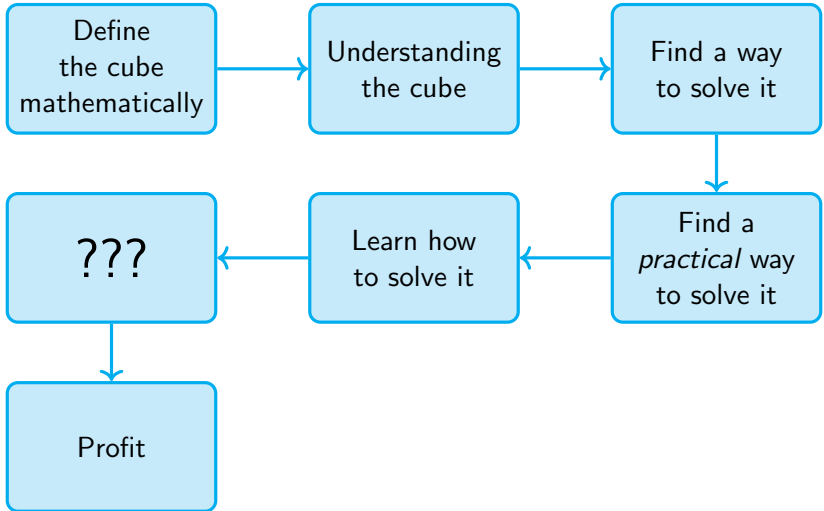 Define
the cube
mathematically
Understanding
the cube
Find a way
to solve it
Find a
practical way
to solve it
Learn how
to solve it
???
Profit